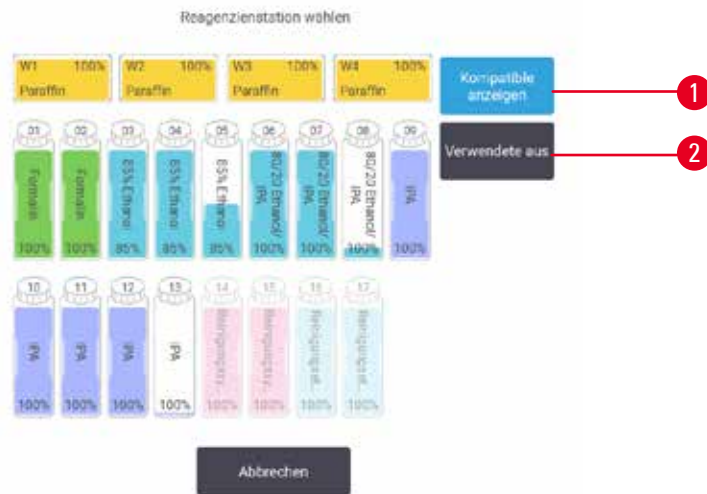 Reagenzienstation wählen
W1 100% W2 100% W3 100% W4 100%
Paraffin Paraffin Paraffin Paraffin
Kompatible
anzeigen
1
Verwendete aus
2
01 02 03 04 05 06 07 08 09
Formalin
Formalin
85% Ethanol
85% Ethanol
85% Ethanol
80/20 Ethanol/
IPA
80/20 Ethanol/
IPA
80/20 Ethanol/
IPA
IPA
100% 100% 85% 85% 85% 100% 100% 100% 100%
10 11 12 13 14 15 16 17
IPA
IPA
IPA
IPA
100% 100% 100% 100% 100% 100% 100% 100%
Abbrechen